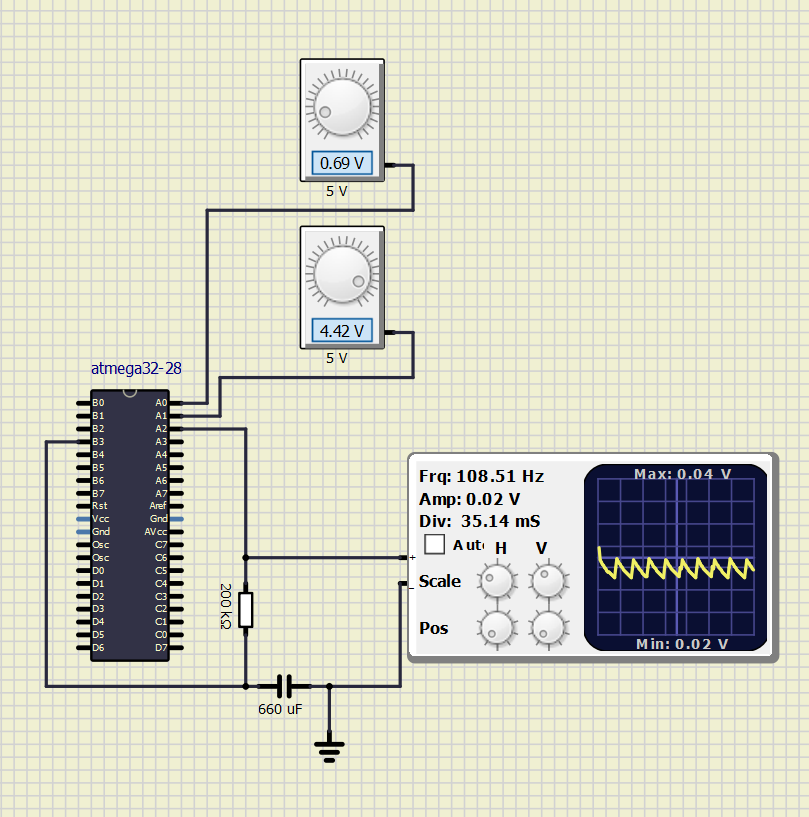 0.69 V
5 V
4.42 V
5 V
atmega32-28
B0 A0
B1 A1
B2 A2
B3 A3
B4 A4
B5 A5
B6 A6
B7 A7
Rst Aref
Vcc Gnd
Gnd AVcc
Osc C7
Osc C6
D0 C5
D1 C4
D2 C3
D3 C2
D4 C1
D5 C0
D6 D7
200 kΩ
660 uF
Frq: 108.51 Hz
Amp: 0.02 V
Div: 35.14 mS
Auto H V
+
-
Scale
Pos
Max: 0.04 V
Min: 0.02 V